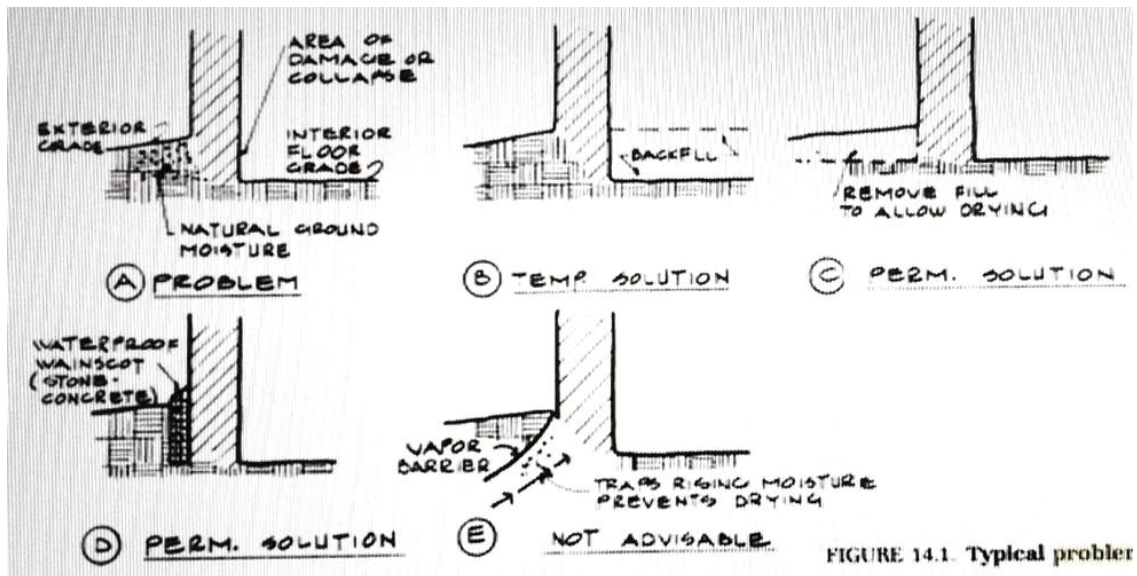 AREA OF
DAMAGE OR
COLLAPSE
EXTERIOR
GRADE
INTERIOR
FLOOR
GRADE
NATURAL GROUND
MOISTURE
A PROBLEM
BACKFILL
B TEMP. SOLUTION
REMOVE FILL
TO ALLOW DRYING
C PERM. SOLUTION
WATERPROOF
WAINSCOT
(STONE-
CONCRETE)
D PERM. SOLUTION
VAPOR
BARRIER
TRAPS RISING MOISTURE
PREVENTS DRYING
E NOT ADVISABLE
FIGURE 14.1. Typical probler